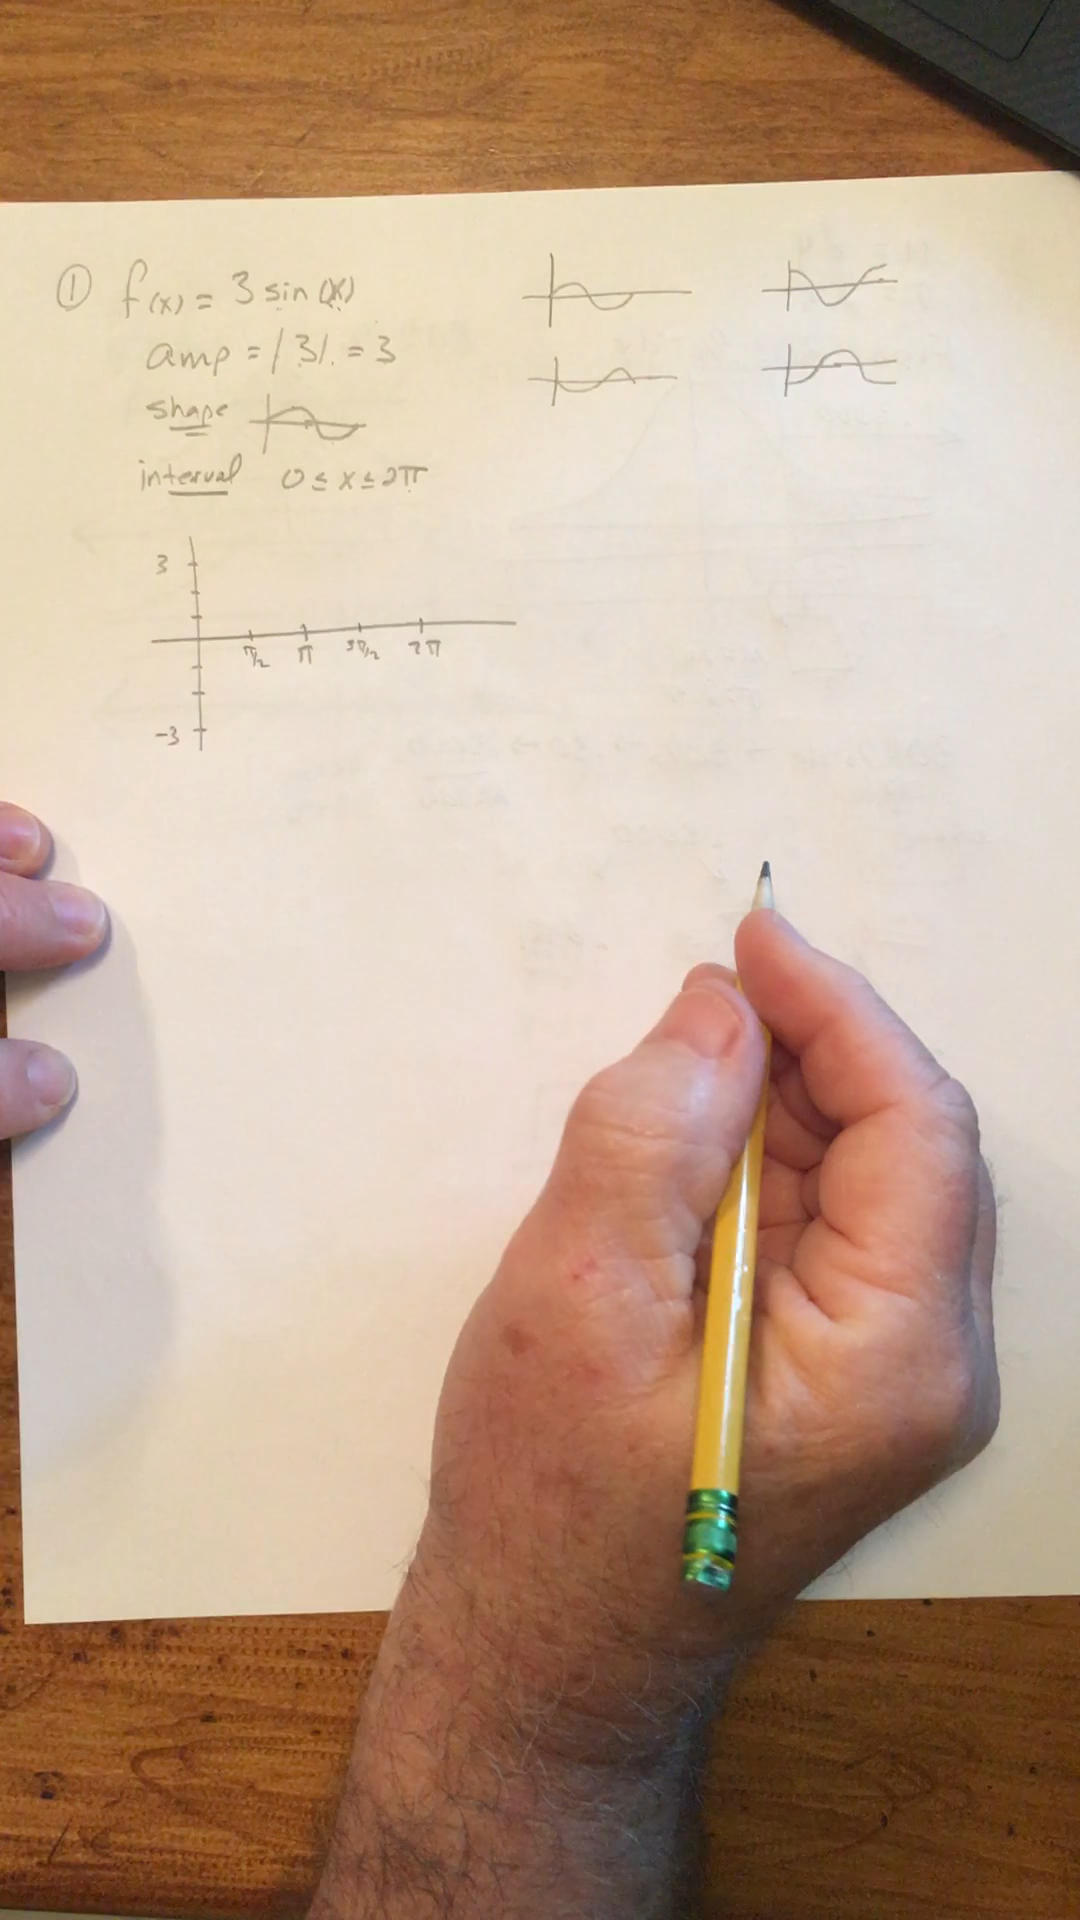 ① f(x) = 3 sin(x)
amp = |3| = 3
shape
interval 0 ≤ x ≤ 2π
3
π/2 π 3π/2 2π
-3